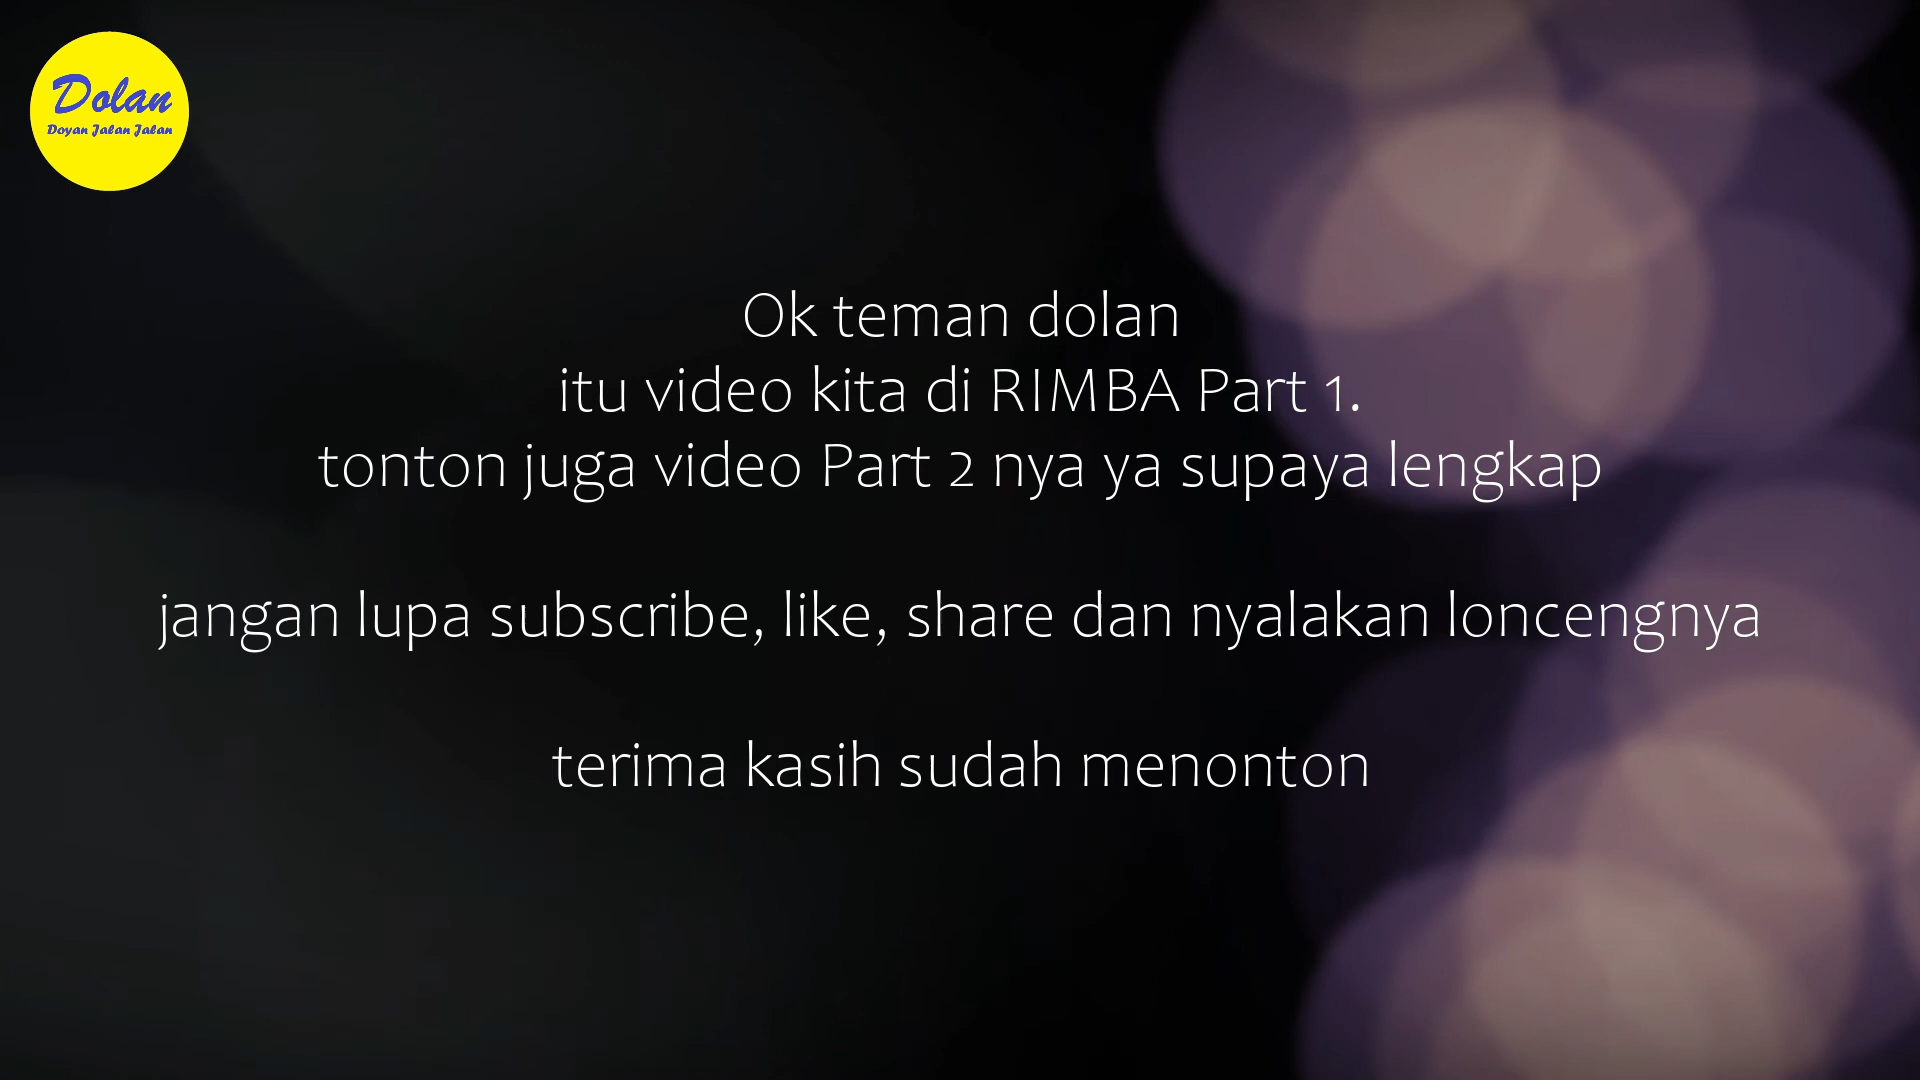 Dolan
Doyan Jalan Jalan
Ok teman dolan
itu video kita di RIMBA Part 1.
tonton juga video Part 2 nya ya supaya lengkap
jangan lupa subscribe, like, share dan nyalakan loncengnya
terima kasih sudah menonton